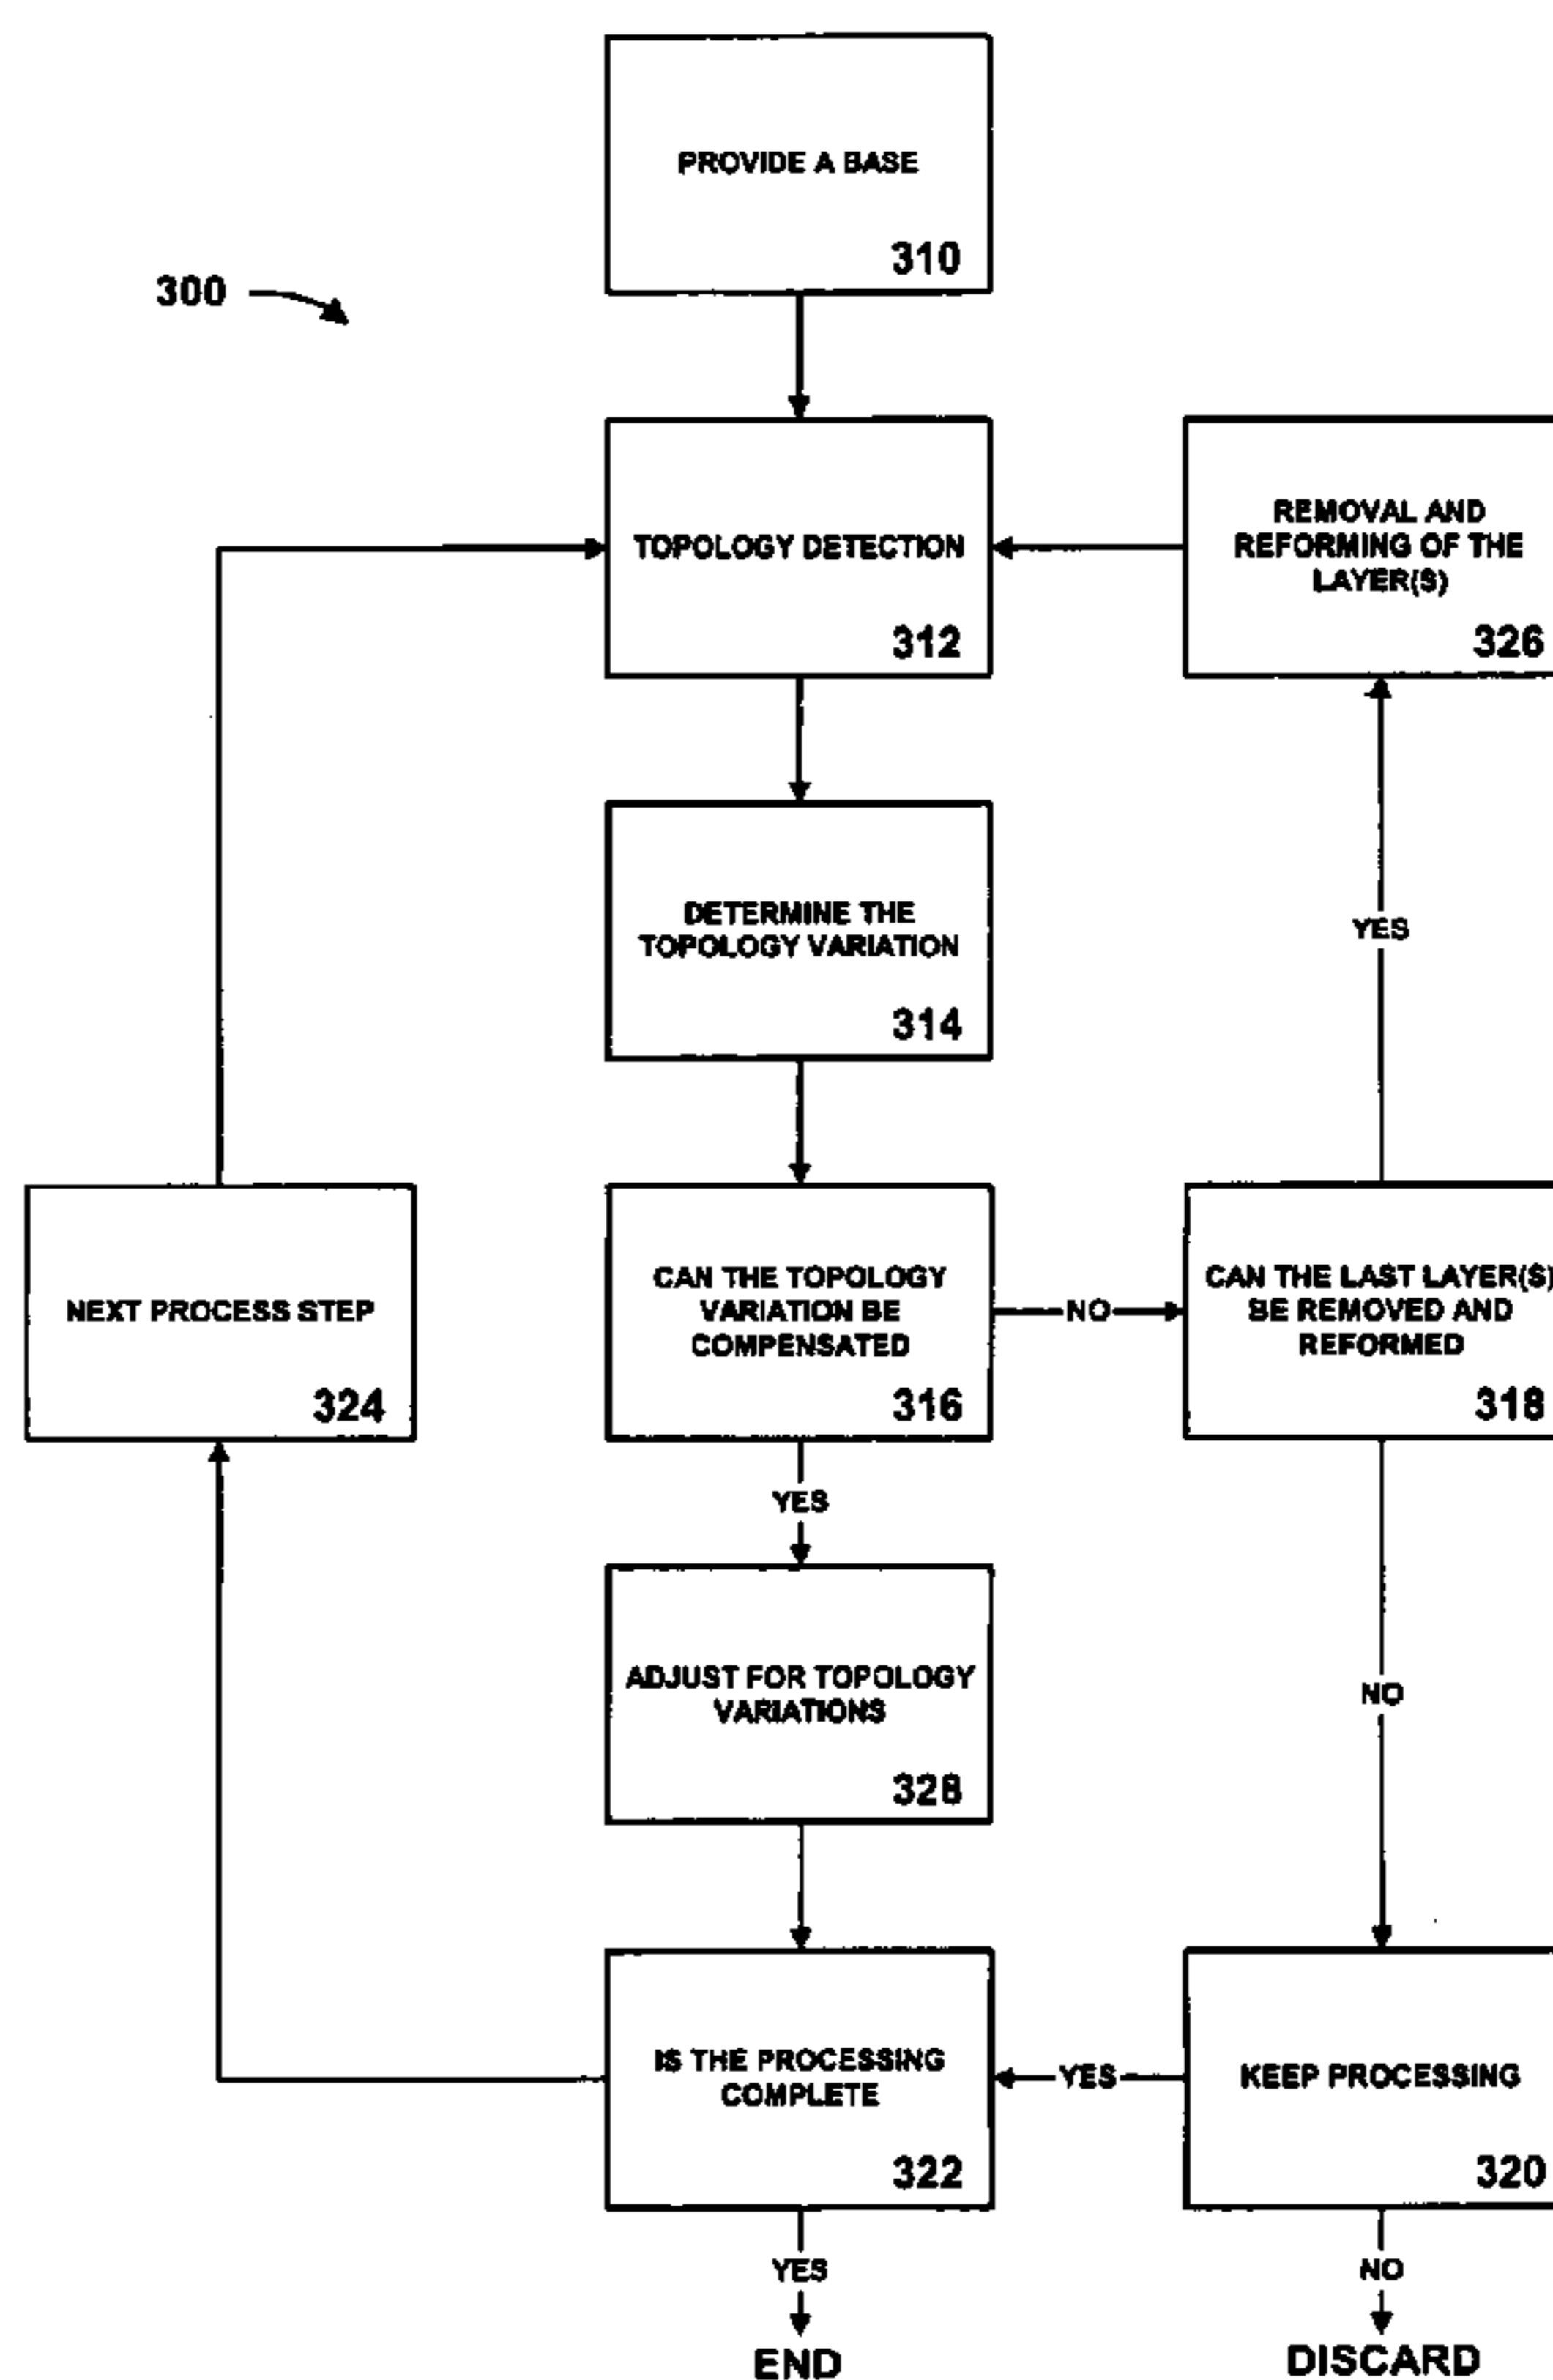 PROVIDE A BASE
310
300
TOPOLOGY DETECTION
312
REMOVAL AND
REFORMING OF THE
LAYER(S)
326
DETERMINE THE
TOPOLOGY VARIATION
314
YES
NEXT PROCESS STEP
324
CAN THE TOPOLOGY
VARIATION BE
COMPENSATED
316
NO
CAN THE LAST LAYER(S)
BE REMOVED AND
REFORMED
318
YES
ADJUST FOR TOPOLOGY
VARIATIONS
328
NO
IS THE PROCESSING
COMPLETE
322
YES
KEEP PROCESSING
320
YES
END
NO
DISCARD